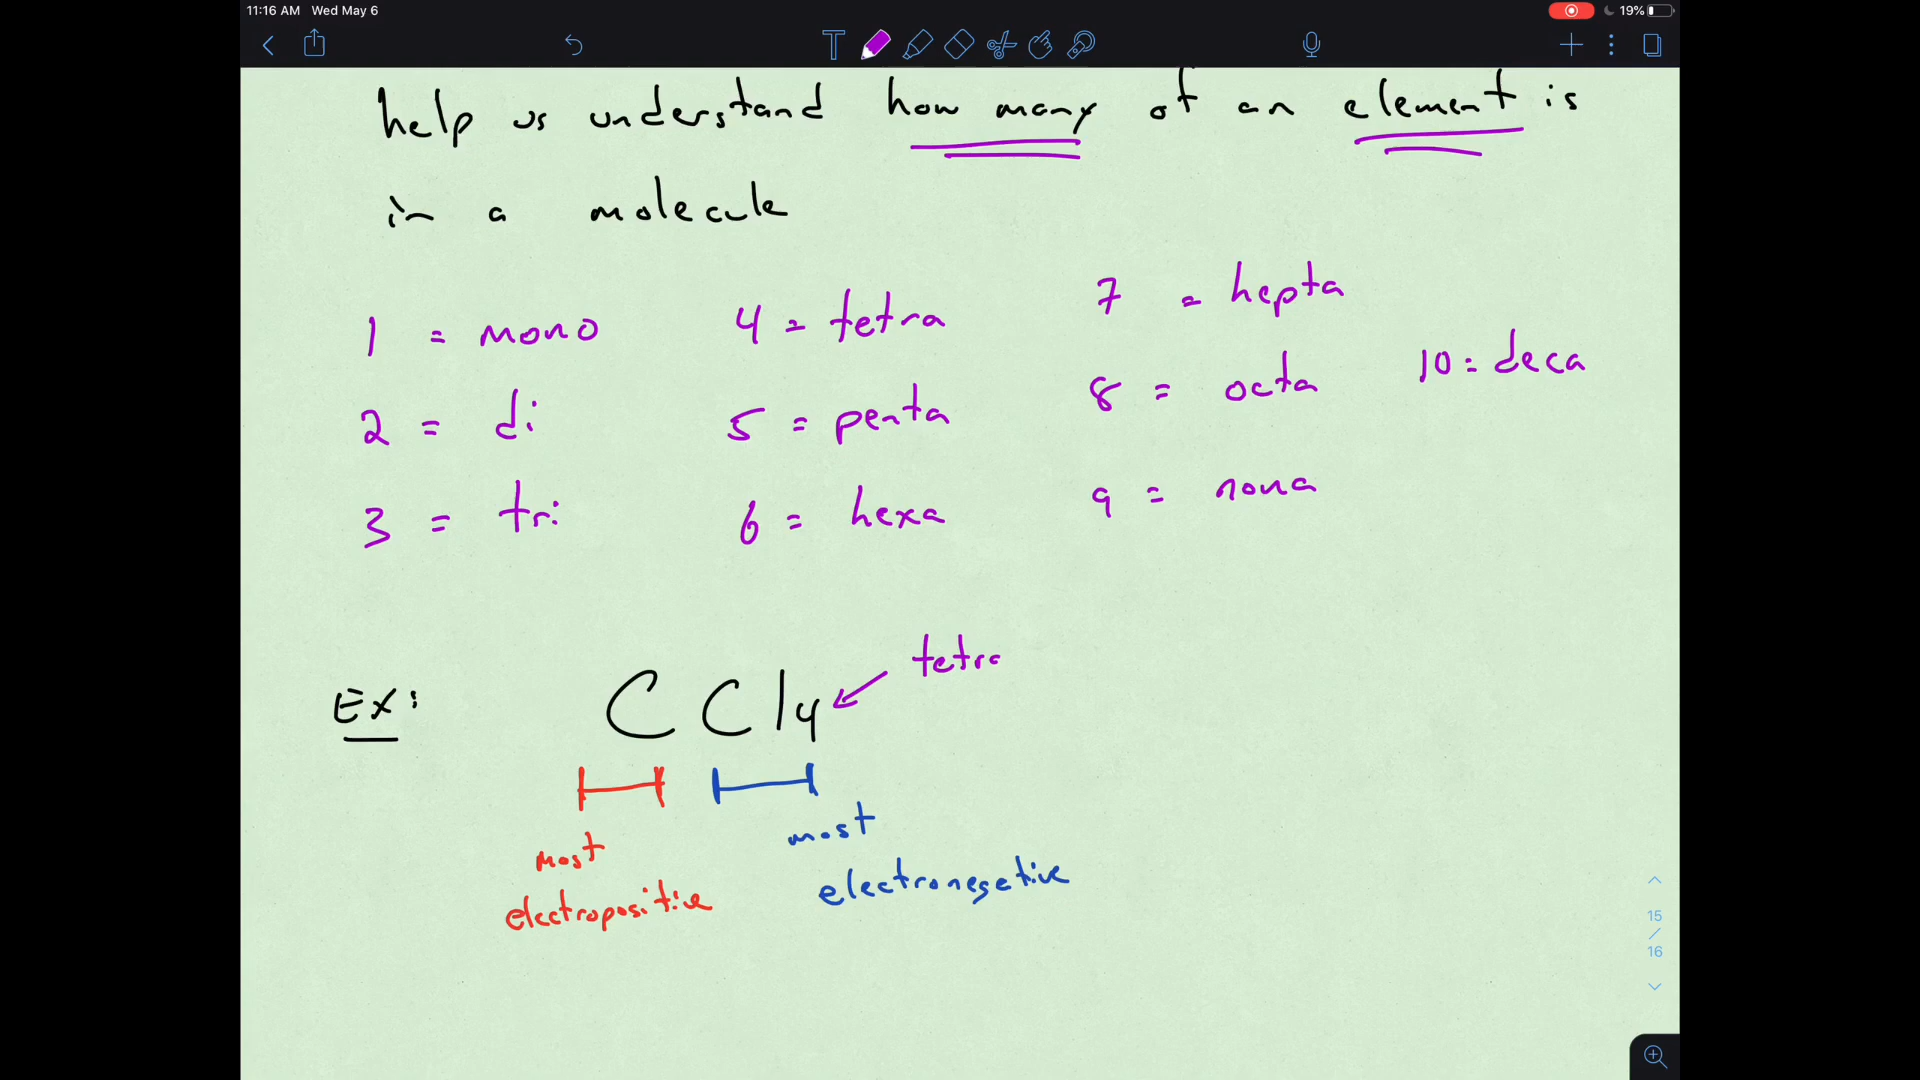 11:16 AM Wed May 6
19%
help us understand how many of an element is
in a molecule
1 = mono
2 = di
3 = tri
4 = tetra
5 = penta
6 = hexa
7 = hepta
8 = octa
9 = nona
10 = deca
Ex: CCl4
tetra
most
electropositive
most
electronegative
15
/
16